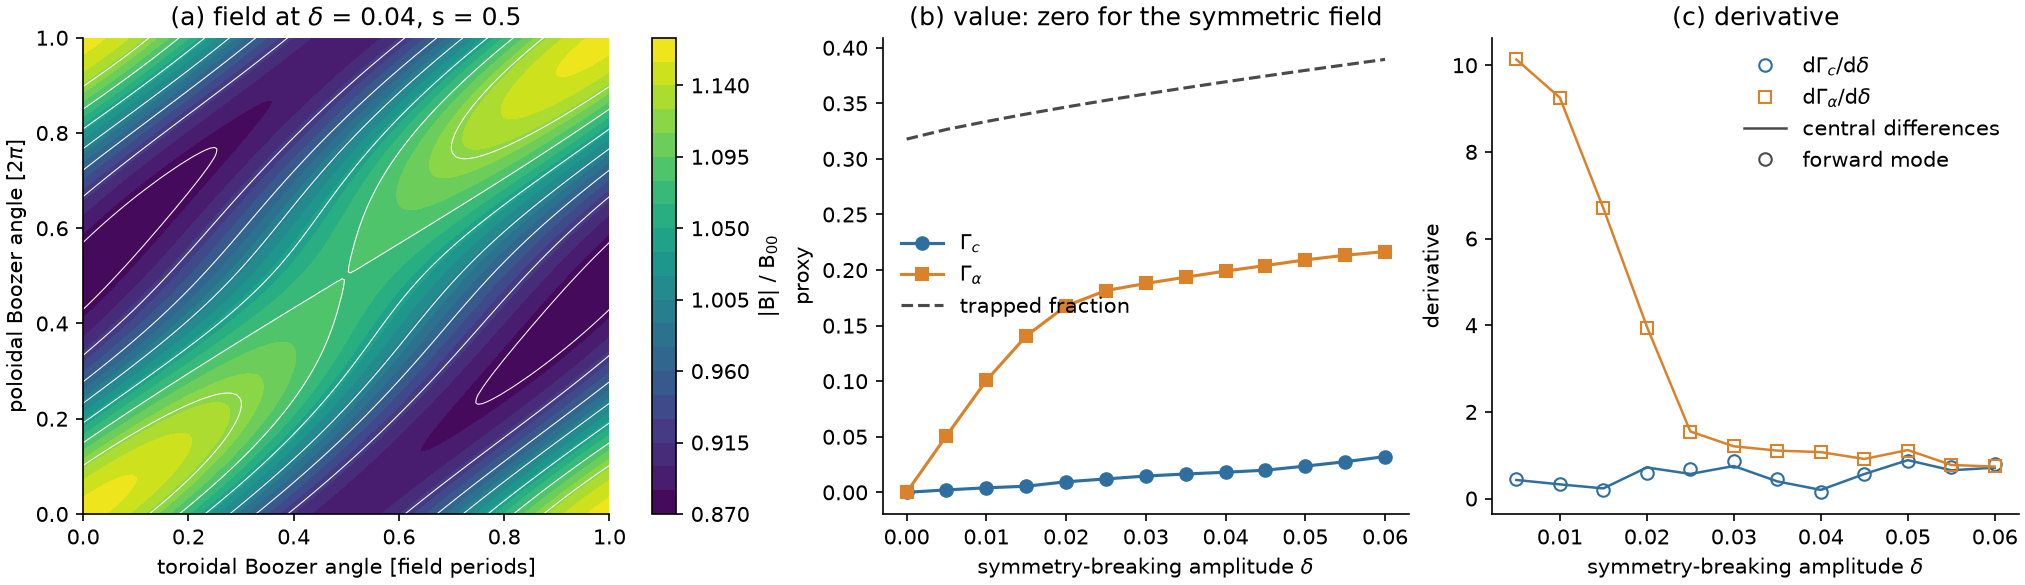 (a) field at δ = 0.04, s = 0.5
1.0
0.8
0.6
0.4
0.2
0.0
poloidal Boozer angle [2π]
0.0 0.2 0.4 0.6 0.8 1.0
toroidal Boozer angle [field periods]
1.140
1.095
1.050
1.005
0.960
0.915
0.870
|B| / B₀₀
(b) value: zero for the symmetric field
0.40
0.35
0.30
0.25
0.20
0.15
0.10
0.05
0.00
proxy
Γ_c
Γ_α
trapped fraction
0.00 0.01 0.02 0.03 0.04 0.05 0.06
symmetry-breaking amplitude δ
(c) derivative
10
8
6
4
2
0
derivative
dΓ_c/dδ
dΓ_α/dδ
central differences
forward mode
0.01 0.02 0.03 0.04 0.05 0.06
symmetry-breaking amplitude δ